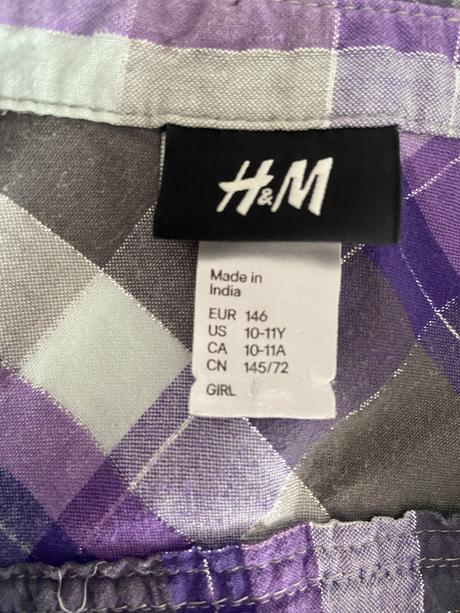 H&M
Made in
India
EUR 146
US 10-11Y
CA 10-11A
CN 145/72
GIRL